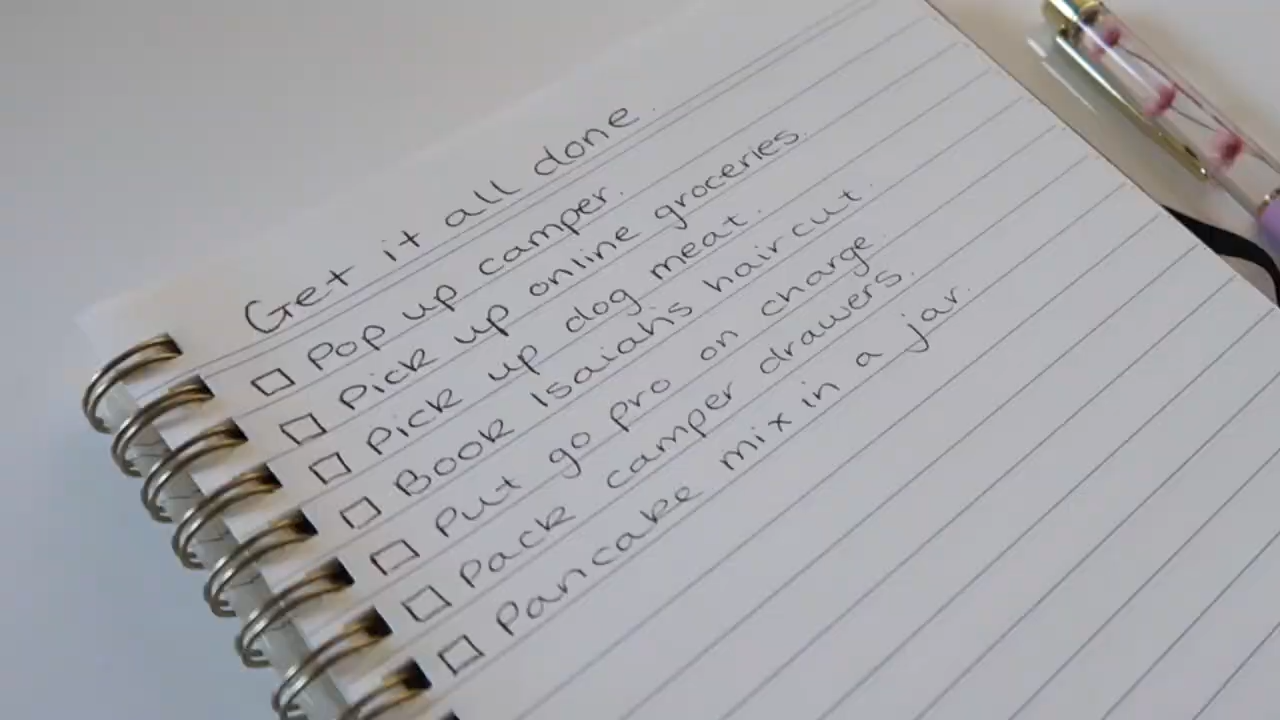 Get it all done.
Pop up camper.
Pick up online groceries.
Pick up dog meat.
Book Isaiahs haircut.
Put go pro on charge.
Pack camper drawers.
Pancake mix in a jar.